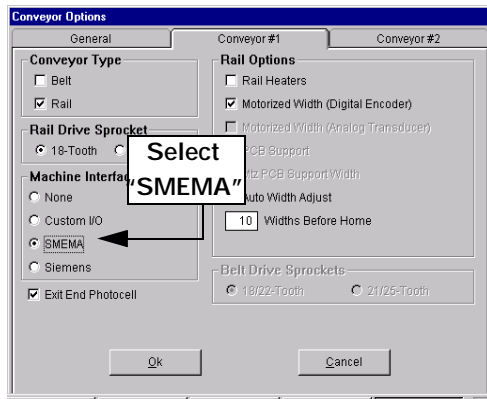 Conveyor Options
General
Conveyor #1
Conveyor #2
Conveyor Type
Belt
Rail
Rail Drive Sprocket
18-Tooth
Machine Interfac
None
Custom I/O
SMEMA
Siemens
Exit End Photocell
Select
"SMEMA"
Rail Options
Rail Heaters
Motorized Width (Digital Encoder)
Motorized Width (Analog Transducer)
PCB Support
Mtz PCB Support Width
Auto Width Adjust
10 Widths Before Home
Belt Drive Sprockets
18/22-Tooth
21/25-Tooth
Ok
Cancel